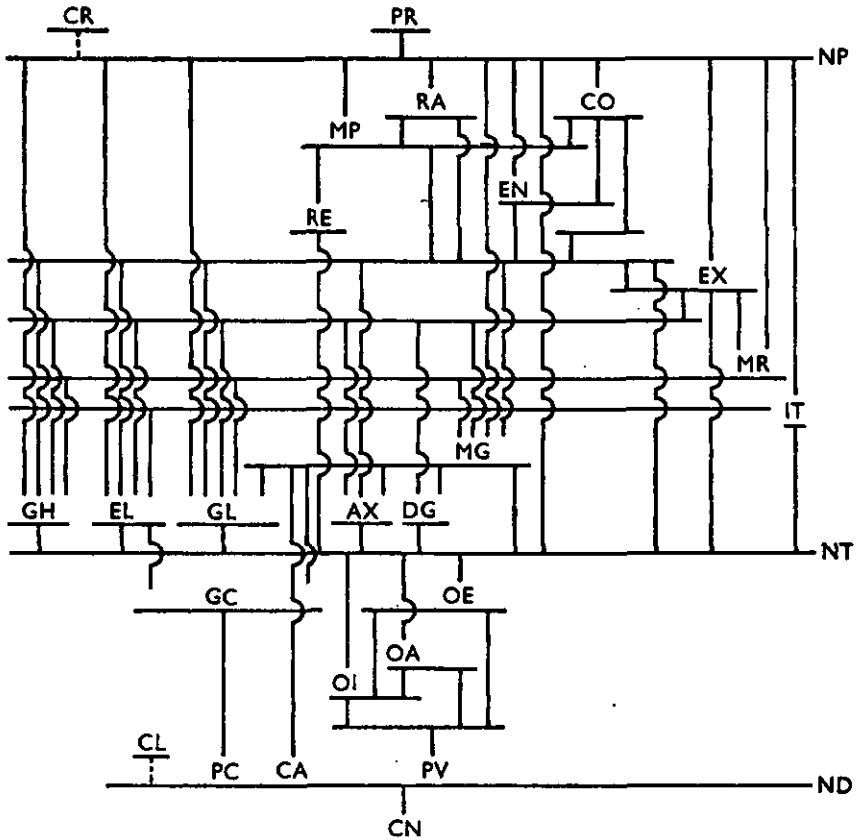 CR PR
NP
RA CO
MP
EN
RE
EX
MR
IT
MG
GH EL GL AX DG
NT
GC OE
OA
OI
CL
PC CA PV
ND
CN